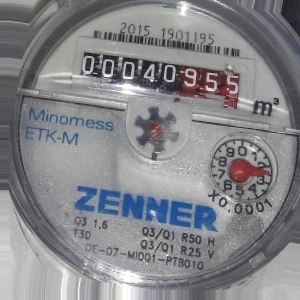 2015 1901195
00040955
m³
Minomess
ETK-M
x0.0001
ZENNER
Q3 1,6
Q3/Q1 R50 H
T30
Q3/Q1 R25 V
DE-07-MI001-PTB010